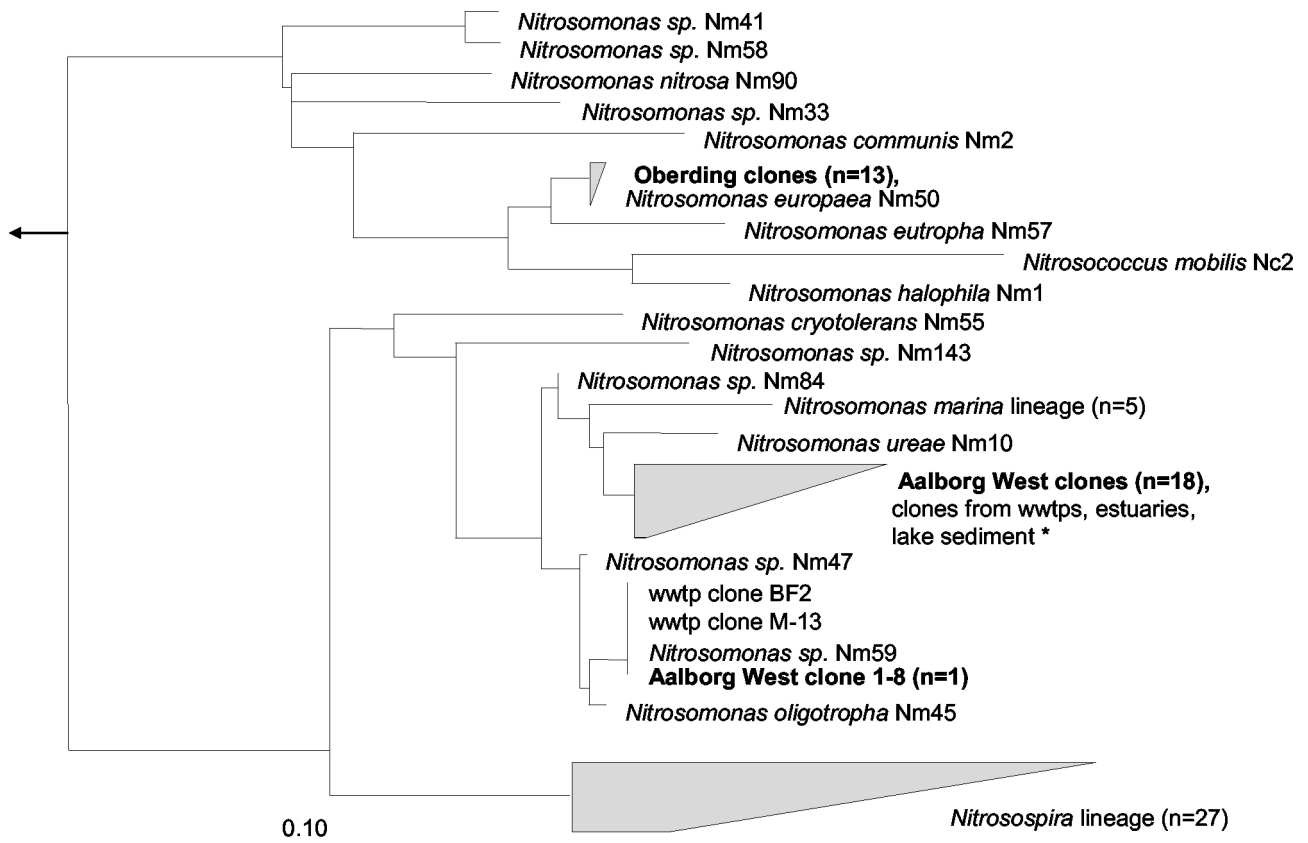 Nitrosomonas sp. Nm41
Nitrosomonas sp. Nm58
Nitrosomonas nitrosa Nm90
Nitrosomonas sp. Nm33
Nitrosomonas communis Nm2
Oberding clones (n=13),
Nitrosomonas europaea Nm50
Nitrosomonas eutropha Nm57
Nitrosococcus mobilis Nc2
Nitrosomonas halophila Nm1
Nitrosomonas cryotolerans Nm55
Nitrosomonas sp. Nm143
Nitrosomonas sp. Nm84
Nitrosomonas marina lineage (n=5)
Nitrosomonas ureae Nm10
Aalborg West clones (n=18),
clones from wwtps, estuaries,
lake sediment *
Nitrosomonas sp. Nm47
wwtp clone BF2
wwtp clone M-13
Nitrosomonas sp. Nm59
Aalborg West clone 1-8 (n=1)
Nitrosomonas oligotropha Nm45
Nitrosospira lineage (n=27)
0.10